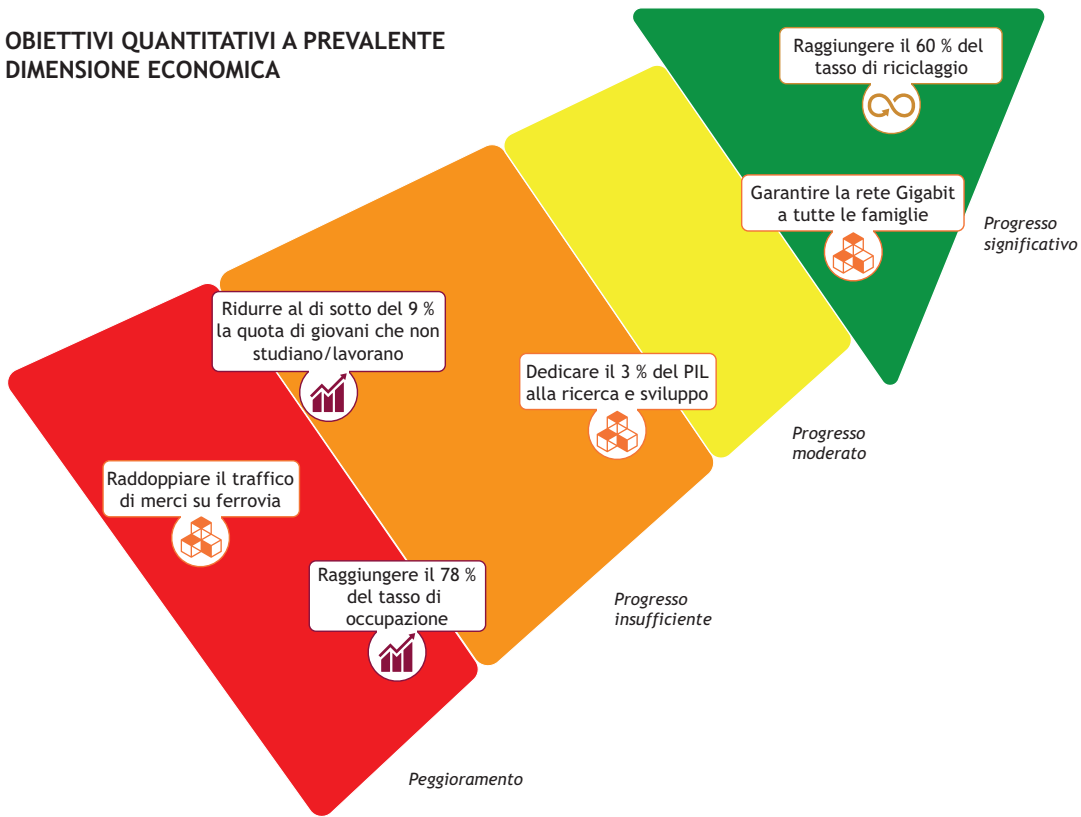 OBIETTIVI QUANTITATIVI A PREVALENTE
DIMENSIONE ECONOMICA
Raggiungere il 60 % del
tasso di riciclaggio
Garantire la rete Gigabit
a tutte le famiglie
Progresso
significativo
Ridurre al di sotto del 9 %
la quota di giovani che non
studiano/lavorano
Dedicare il 3 % del PIL
alla ricerca e sviluppo
Progresso
moderato
Raddoppiare il traffico
di merci su ferrovia
Raggiungere il 78 %
del tasso di
occupazione
Progresso
insufficiente
Peggioramento